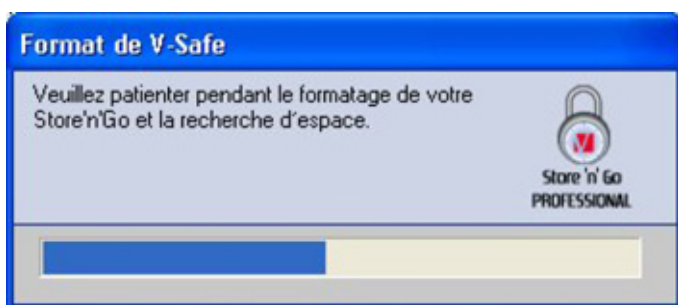 Format de V-Safe
Veuillez patienter pendant le formatage de votre
Store'n'Go et la recherche d´espace.
Store 'n' Go
PROFESSIONAL